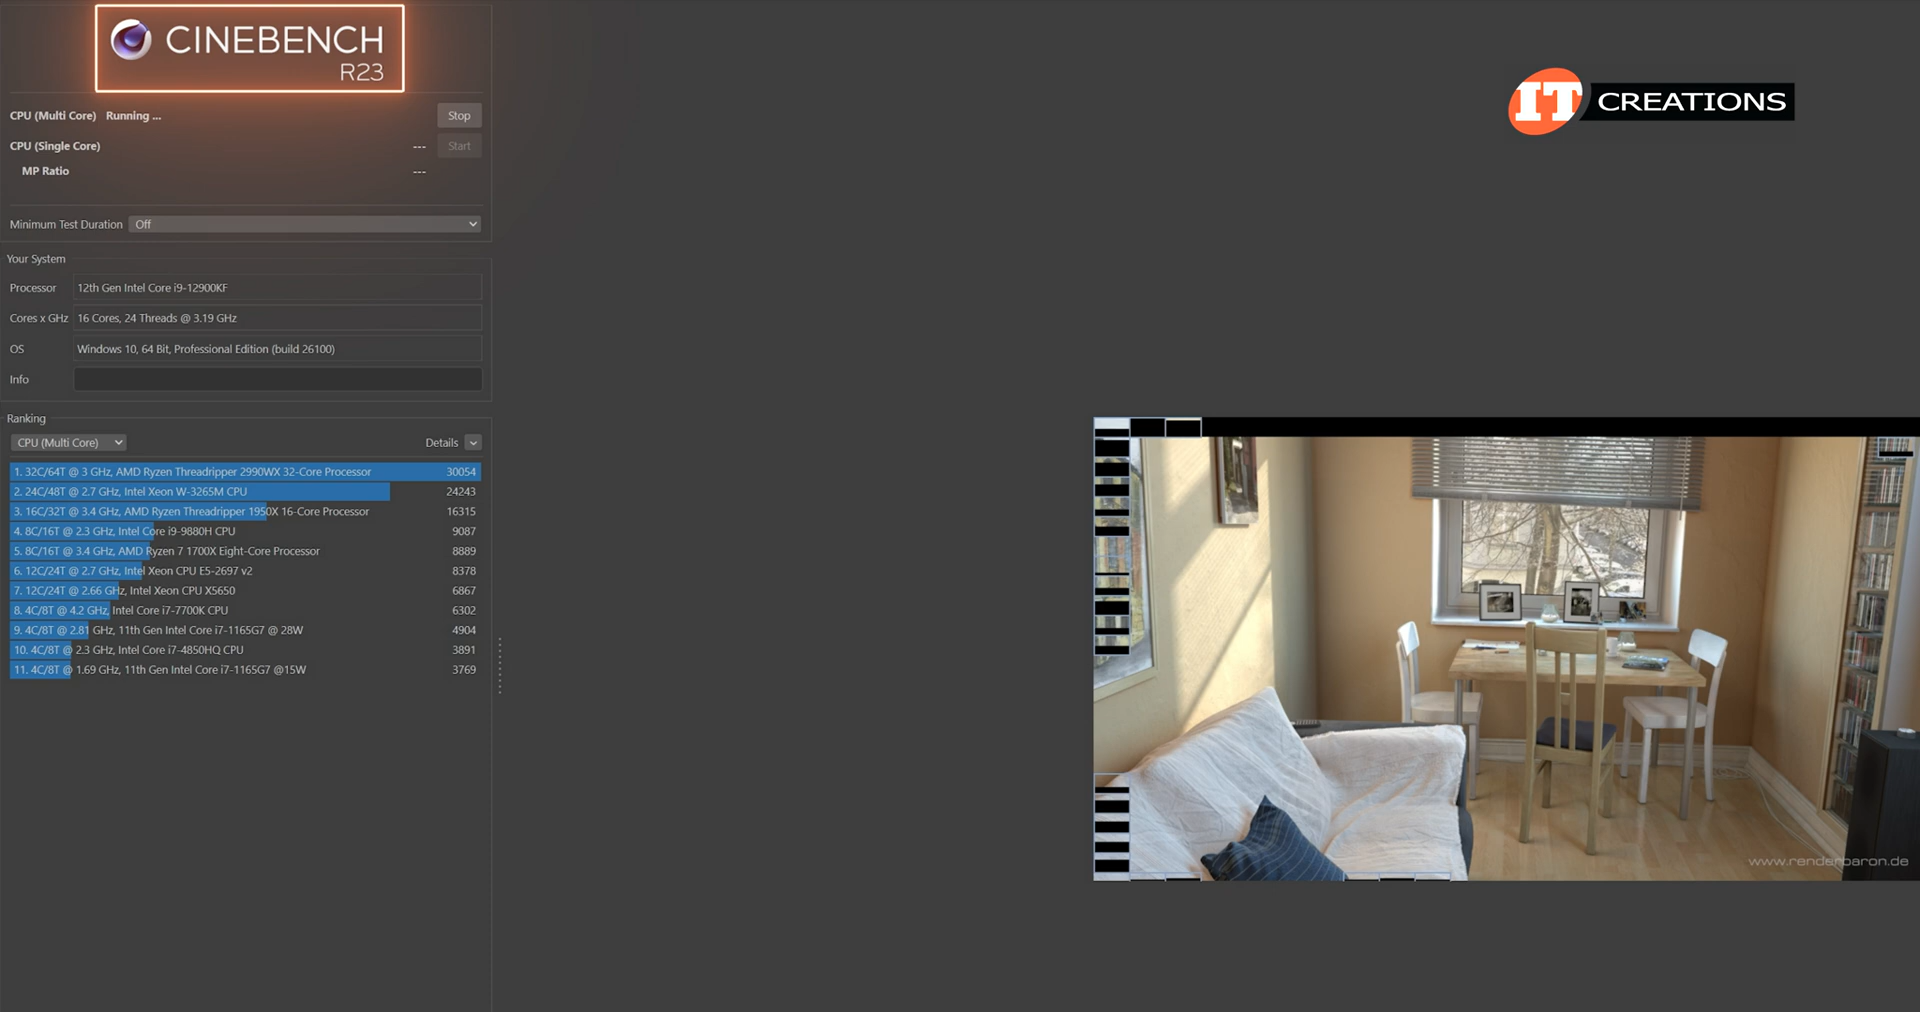 CINEBENCH
R23
IT CREATIONS
CPU (Multi Core) Running ... Stop
CPU (Single Core) --- Start
MP Ratio ---
Minimum Test Duration Off
Your System
Processor 12th Gen Intel Core i9-12900KF
Cores x GHz 16 Cores, 24 Threads @ 3.19 GHz
OS Windows 10, 64 Bit, Professional Edition (build 26100)
Info
Ranking
CPU (Multi Core) Details
1. 32C/64T @ 3 GHz, AMD Ryzen Threadripper 2990WX 32-Core Processor 30054
2. 24C/48T @ 2.7 GHz, Intel Xeon W-3265M CPU 24243
3. 16C/32T @ 3.4 GHz, AMD Ryzen Threadripper 1950X 16-Core Processor 16315
4. 8C/16T @ 2.3 GHz, Intel Core i9-9880H CPU 9087
5. 8C/16T @ 3.4 GHz, AMD Ryzen 7 1700X Eight-Core Processor 8889
6. 12C/24T @ 2.7 GHz, Intel Xeon CPU E5-2697 v2 8378
7. 12C/24T @ 2.66 GHz, Intel Xeon CPU X5650 6867
8. 4C/8T @ 4.2 GHz, Intel Core i7-7700K CPU 6302
9. 4C/8T @ 2.81 GHz, 11th Gen Intel Core i7-1165G7 @ 28W 4904
10. 4C/8T @ 2.3 GHz, Intel Core i7-4850HQ CPU 3891
11. 4C/8T @ 1.69 GHz, 11th Gen Intel Core i7-1165G7 @15W 3769
www.renderbaron.de